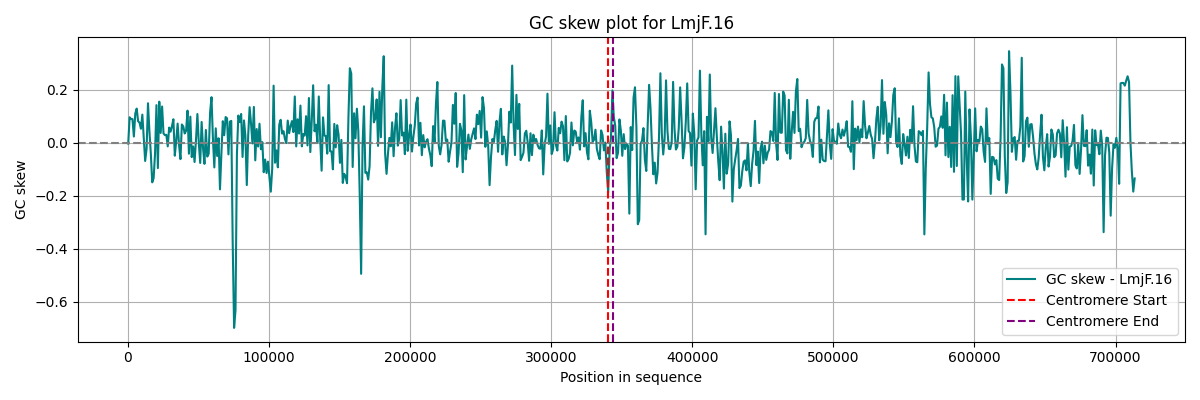 GC skew plot for LmjF.16
GC skew
0.2
0.0
−0.2
−0.4
−0.6
GC skew - LmjF.16
Centromere Start
Centromere End
0 100000 200000 300000 400000 500000 600000 700000
Position in sequence